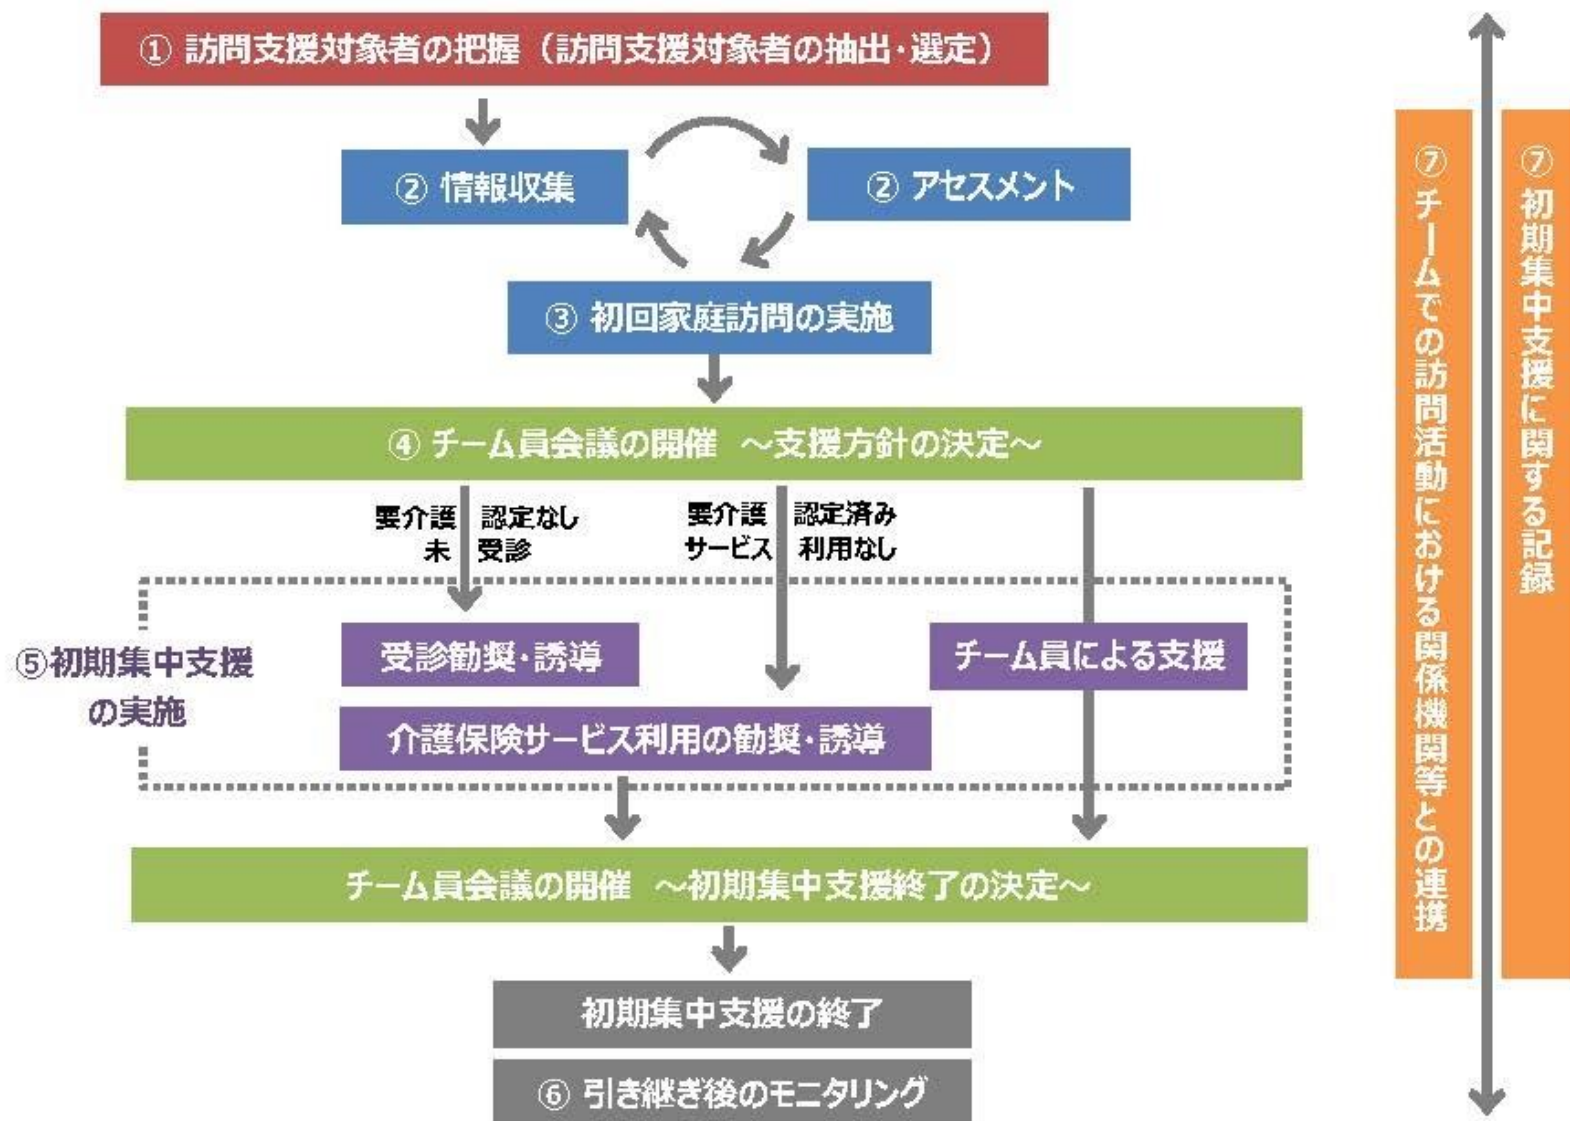 ① 訪問支援対象者の把握（訪問支援対象者の抽出・選定）
② 情報収集
② アセスメント
③ 初回家庭訪問の実施
④ チーム員会議の開催 ～支援方針の決定～
要介護 認定なし
未 受診
要介護 認定済み
サービス 利用なし
⑤初期集中支援
の実施
受診勧奨・誘導
チーム員による支援
介護保険サービス利用の勧奨・誘導
チーム員会議の開催 ～初期集中支援終了の決定～
初期集中支援の終了
⑥ 引き継ぎ後のモニタリング
⑦ チームでの訪問活動における関係機関等との連携
⑦ 初期集中支援に関する記録